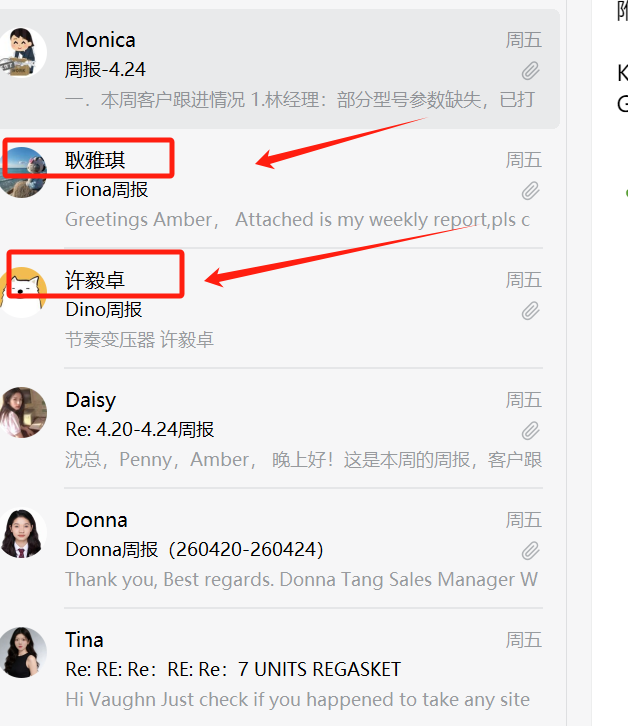 Monica
周五
周报-4.24
一. 本周客户跟进情况 1.林经理：部分型号参数缺失，已打
耿雅琪
周五
Fiona周报
Greetings Amber， Attached is my weekly report,pls c
许毅卓
周五
Dino周报
节奏变压器 许毅卓
Daisy
周五
Re: 4.20-4.24周报
沈总，Penny，Amber， 晚上好！这是本周的周报，客户跟
Donna
周五
Donna周报（260420-260424）
Thank you, Best regards. Donna Tang Sales Manager W
Tina
周五
Re: RE: Re：RE: Re：7 UNITS REGASKET
Hi Vaughn Just check if you happened to take any site
K
G